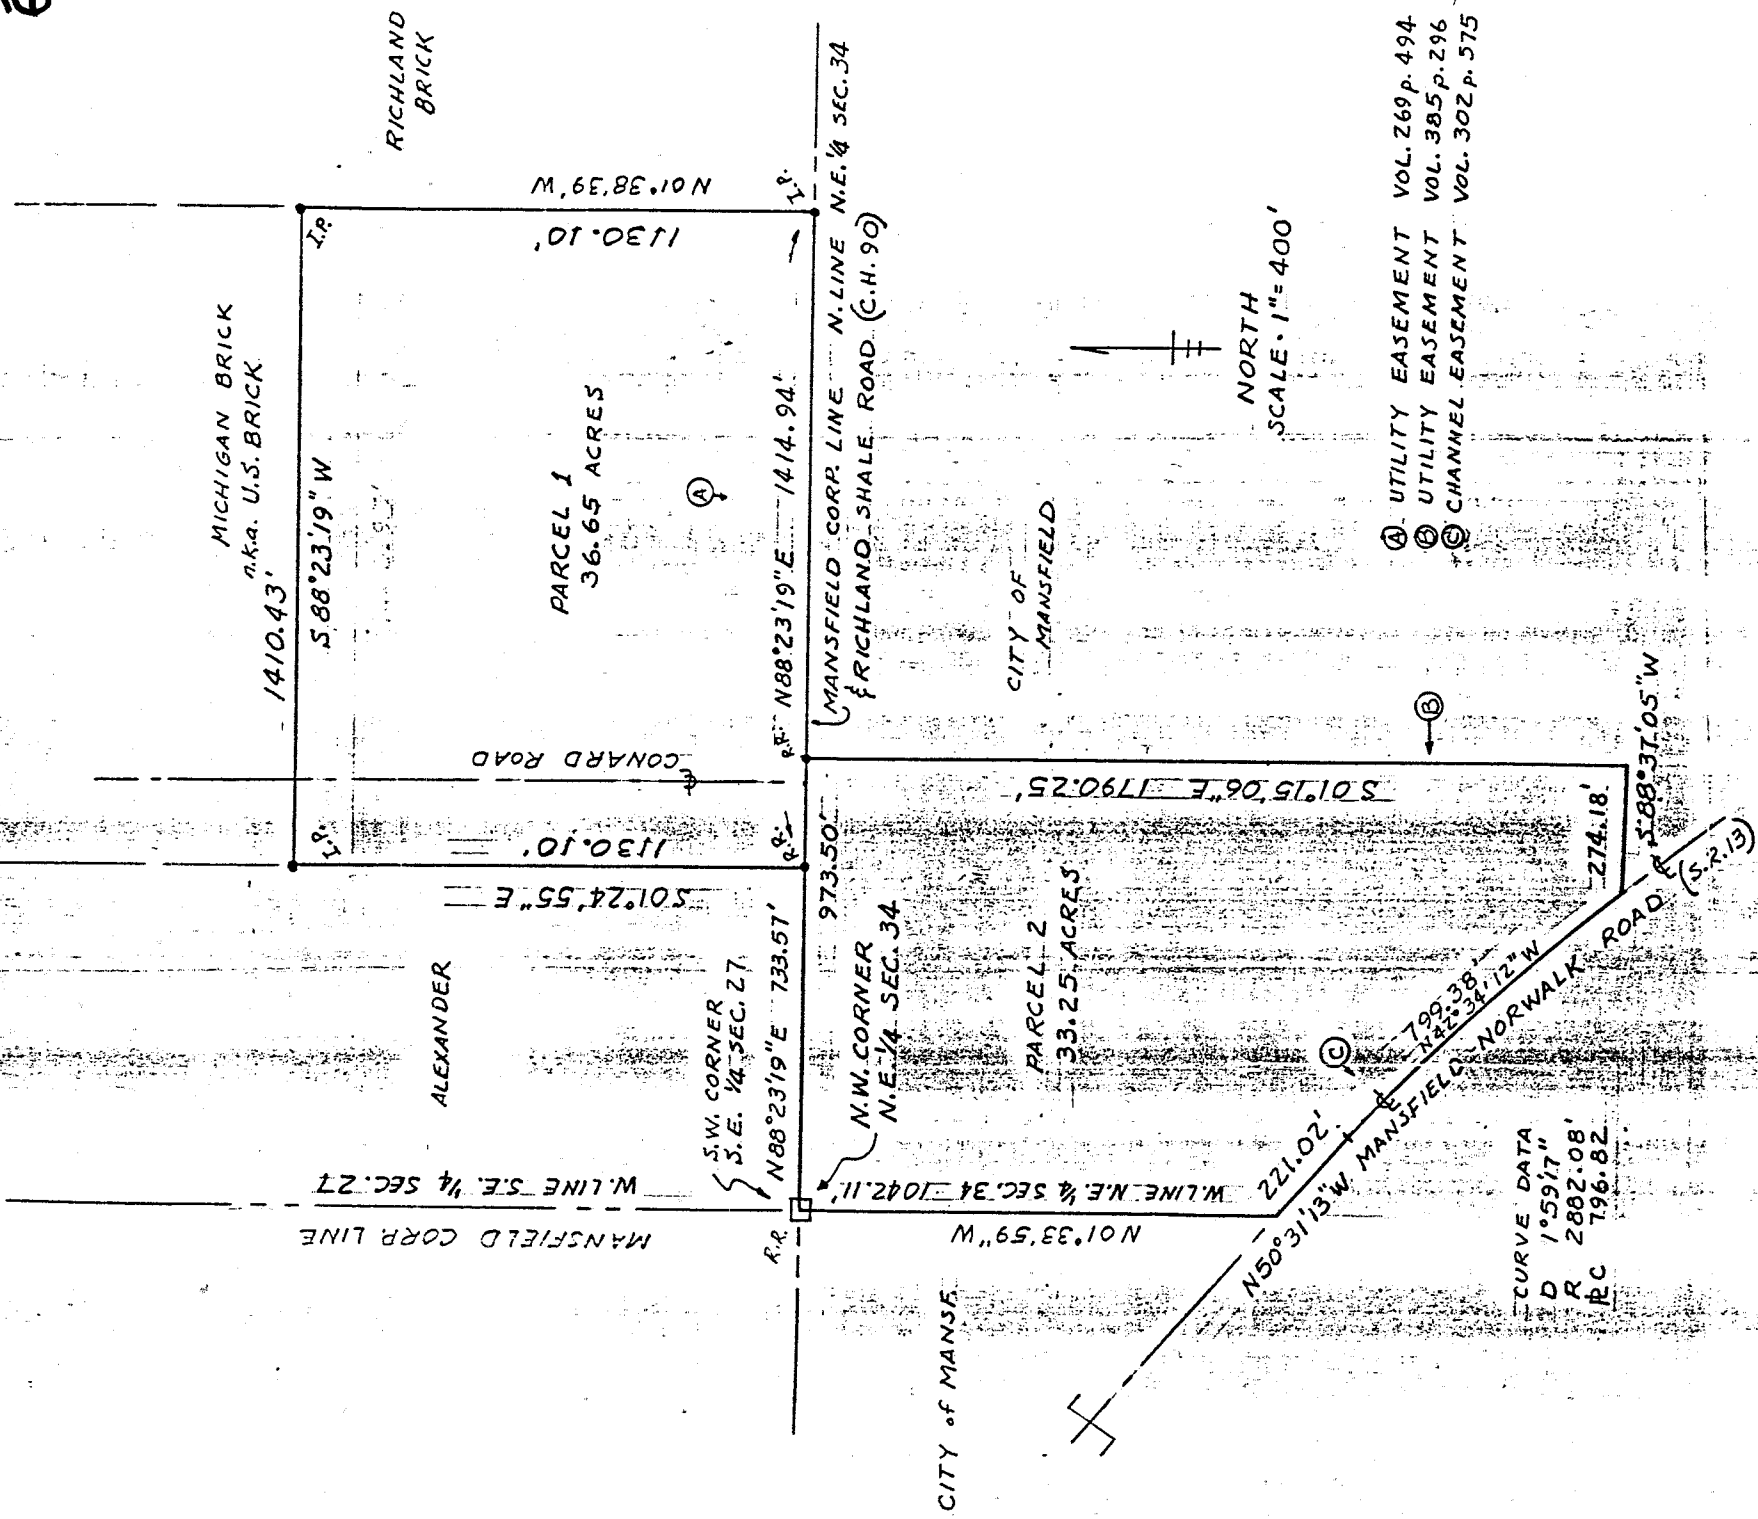 RICHLAND
BRICK
MICHIGAN BRICK
n.k.a. U.S. BRICK
1410.43'
S 88°23'19" W
I.P.
I.P.
N 01°38'39" W
1130.10'
I.P.
PARCEL 1
36.65 ACRES
A
CONARD ROAD
S 01°24'55" E
1130.10'
ALEXANDER
W. LINE S.E. 1/4 SEC. 27
MANSFIELD CORP. LINE
S.W. CORNER
S.E. 1/4 SEC. 27
N 88°23'19" E 733.57'
R.R.
R.R.
R.R.
N 88°23'19" E 1414.94'
MANSFIELD CORP. LINE N. LINE N.E. 1/4 SEC. 34
℄ RICHLAND SHALE ROAD (C.H. 90)
973.50'
N.W. CORNER
N.E. 1/4 SEC. 34
PARCEL 2
33.25 ACRES
W. LINE N.E. 1/4 SEC. 34 1042.11'
N 01°33'59" W
S 01°15'06" E 1790.25'
B
CITY OF
MANSFIELD
NORTH
SCALE · 1" = 400'
274.18'
S 88°37'05" W
(S.R. 13)
799.38'
N 42°34'12" W
C
221.02'
N 50°31'13" W
MANSFIELD-NORWALK ROAD
CITY of MANSF.
CURVE DATA
D 1°59'17"
R 2882.08'
C 796.82
A UTILITY EASEMENT VOL. 269 p. 494
B UTILITY EASEMENT VOL. 385 p. 296
C CHANNEL EASEMENT VOL. 302 p. 575